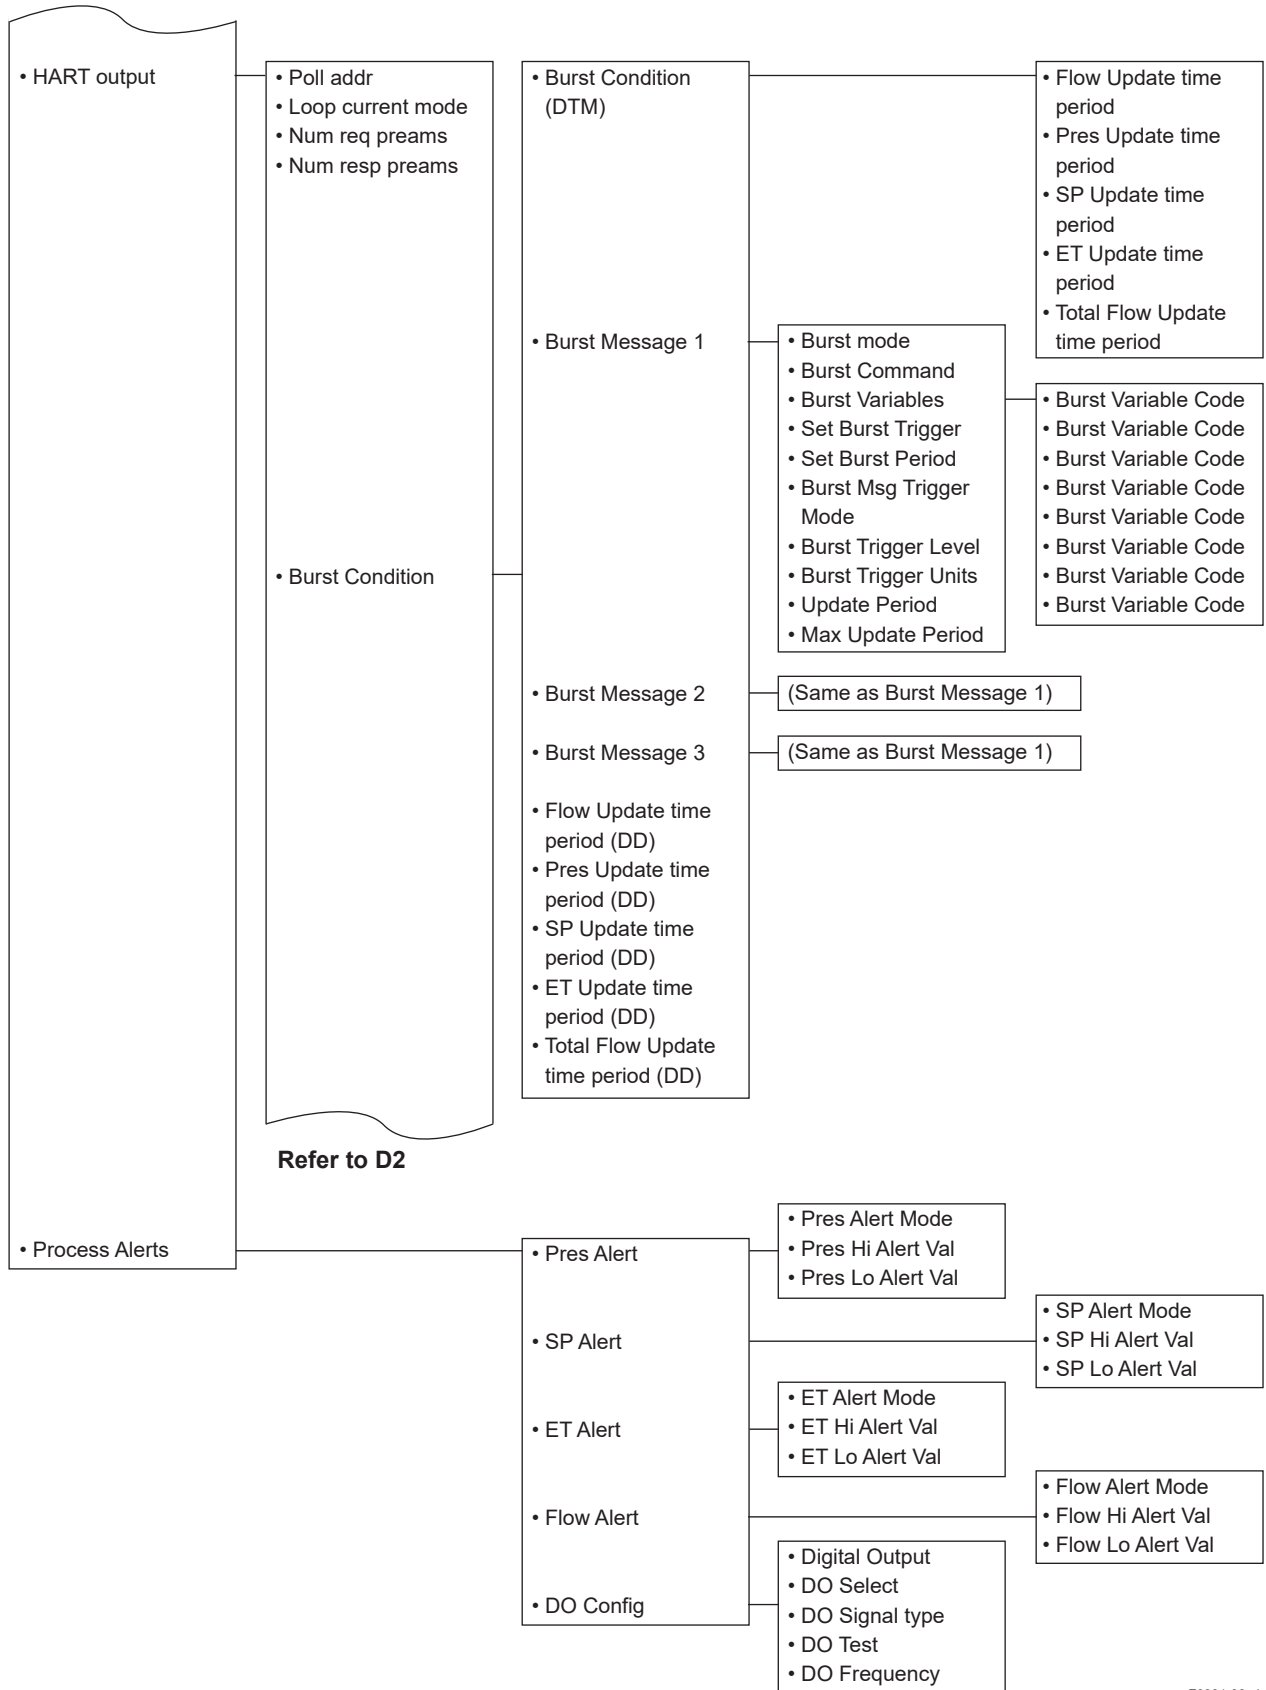 • HART output
• Poll addr
• Loop current mode
• Num req preams
• Num resp preams
• Burst Condition
Refer to D2
• Burst Condition
(DTM)
• Burst Message 1
• Burst Message 2
• Burst Message 3
• Flow Update time
period (DD)
• Pres Update time
period (DD)
• SP Update time
period (DD)
• ET Update time
period (DD)
• Total Flow Update
time period (DD)
• Flow Update time
period
• Pres Update time
period
• SP Update time
period
• ET Update time
period
• Total Flow Update
time period
• Burst mode
• Burst Command
• Burst Variables
• Set Burst Trigger
• Set Burst Period
• Burst Msg Trigger
Mode
• Burst Trigger Level
• Burst Trigger Units
• Update Period
• Max Update Period
• Burst Variable Code
• Burst Variable Code
• Burst Variable Code
• Burst Variable Code
• Burst Variable Code
• Burst Variable Code
• Burst Variable Code
• Burst Variable Code
(Same as Burst Message 1)
(Same as Burst Message 1)
• Process Alerts
• Pres Alert
• SP Alert
• ET Alert
• Flow Alert
• DO Config
• Pres Alert Mode
• Pres Hi Alert Val
• Pres Lo Alert Val
• SP Alert Mode
• SP Hi Alert Val
• SP Lo Alert Val
• ET Alert Mode
• ET Hi Alert Val
• ET Lo Alert Val
• Flow Alert Mode
• Flow Hi Alert Val
• Flow Lo Alert Val
• Digital Output
• DO Select
• DO Signal type
• DO Test
• DO Frequency